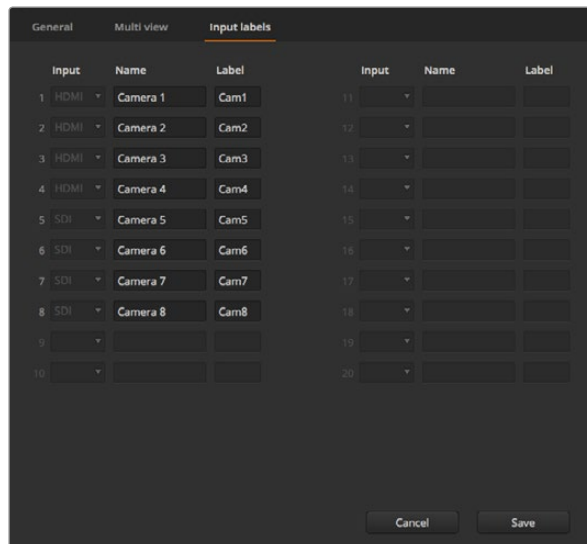 General Multi view Input labels
Input Name Label
1 HDMI Camera 1 Cam1
2 HDMI Camera 2 Cam2
3 HDMI Camera 3 Cam3
4 HDMI Camera 4 Cam4
5 SDI Camera 5 Cam5
6 SDI Camera 6 Cam6
7 SDI Camera 7 Cam7
8 SDI Camera 8 Cam8
9
10
Input Name Label
11
12
13
14
15
16
17
18
19
20
Cancel Save